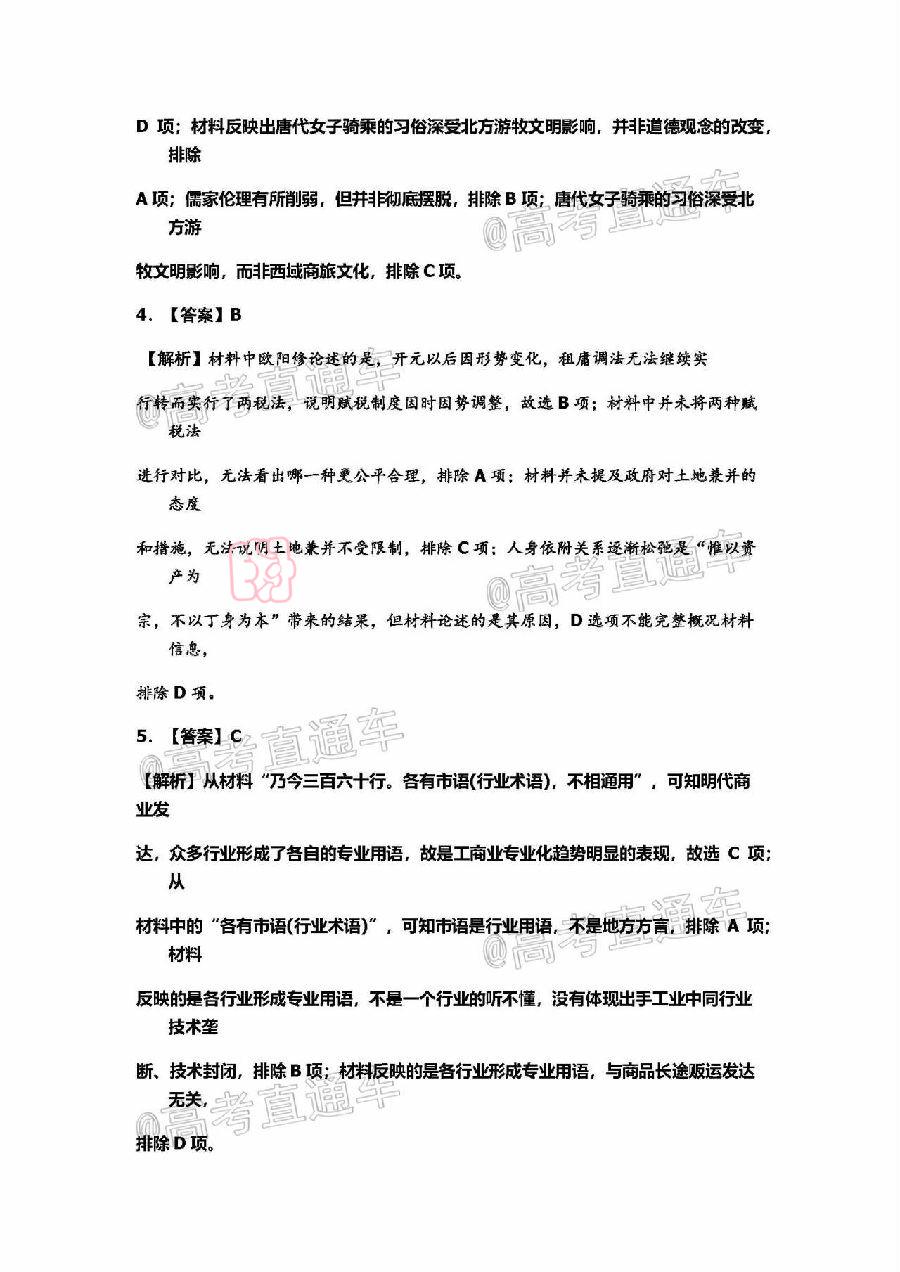 D 项；材料反映出唐代女子骑乘的习俗深受北方游牧文明影响，并非道德观念的改变，
排除
A 项；儒家伦理有所削弱，但并非彻底摆脱，排除 B 项；唐代女子骑乘的习俗深受北
方游
牧文明影响，而非西域商旅文化，排除 C 项。
@高考直通车
4．【答案】B
【解析】材料中欧阳修论述的是，开元以后因形势变化，租庸调法无法继续实
@高考直通车
行转而实行了两税法，说明赋税制度因时因势调整，故选 B 项；材料中并未将两种赋
税法
进行对比，无法看出哪一种更公平合理，排除 A 项；材料并未提及政府对土地兼并的
态度
和措施，无法说明土地兼并不受限制，排除 C 项；人身依附关系逐渐松弛是“惟以资
产为
@高考直通车
宗，不以丁身为本”带来的结果，但材料论述的是其原因，D 选项不能完整概况材料
信息，
排除 D 项。
5．【答案】C
@高考直通车
【解析】从材料“乃今三百六十行。各有市语(行业术语)，不相通用”，可知明代商
业发
达，众多行业形成了各自的专业用语，故是工商业专业化趋势明显的表现，故选 C 项；
从
材料中的“各有市语(行业术语)”，可知市语是行业用语，不是地方方言，排除 A 项；
材料
@高考直通车
反映的是各行业形成专业用语，不是一个行业的听不懂，没有体现出手工业中同行业
技术垄
断、技术封闭，排除 B 项；材料反映的是各行业形成专业用语，与商品长途贩运发达
无关，
@高考直通车
排除 D 项。